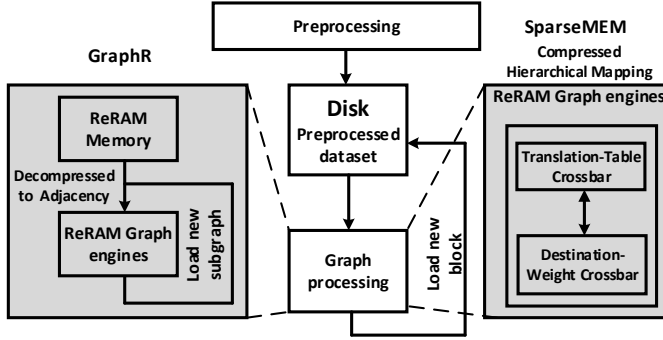 Preprocessing
GraphR
SparseMEM
Compressed
Hierarchical Mapping
ReRAM
Memory
Decompressed
to Adjacency
ReRAM Graph
engines
Load new
subgraph
Disk
Preprocessed
dataset
Graph
processing
Load new
block
ReRAM Graph engines
Translation-Table
Crossbar
Destination-
Weight Crossbar